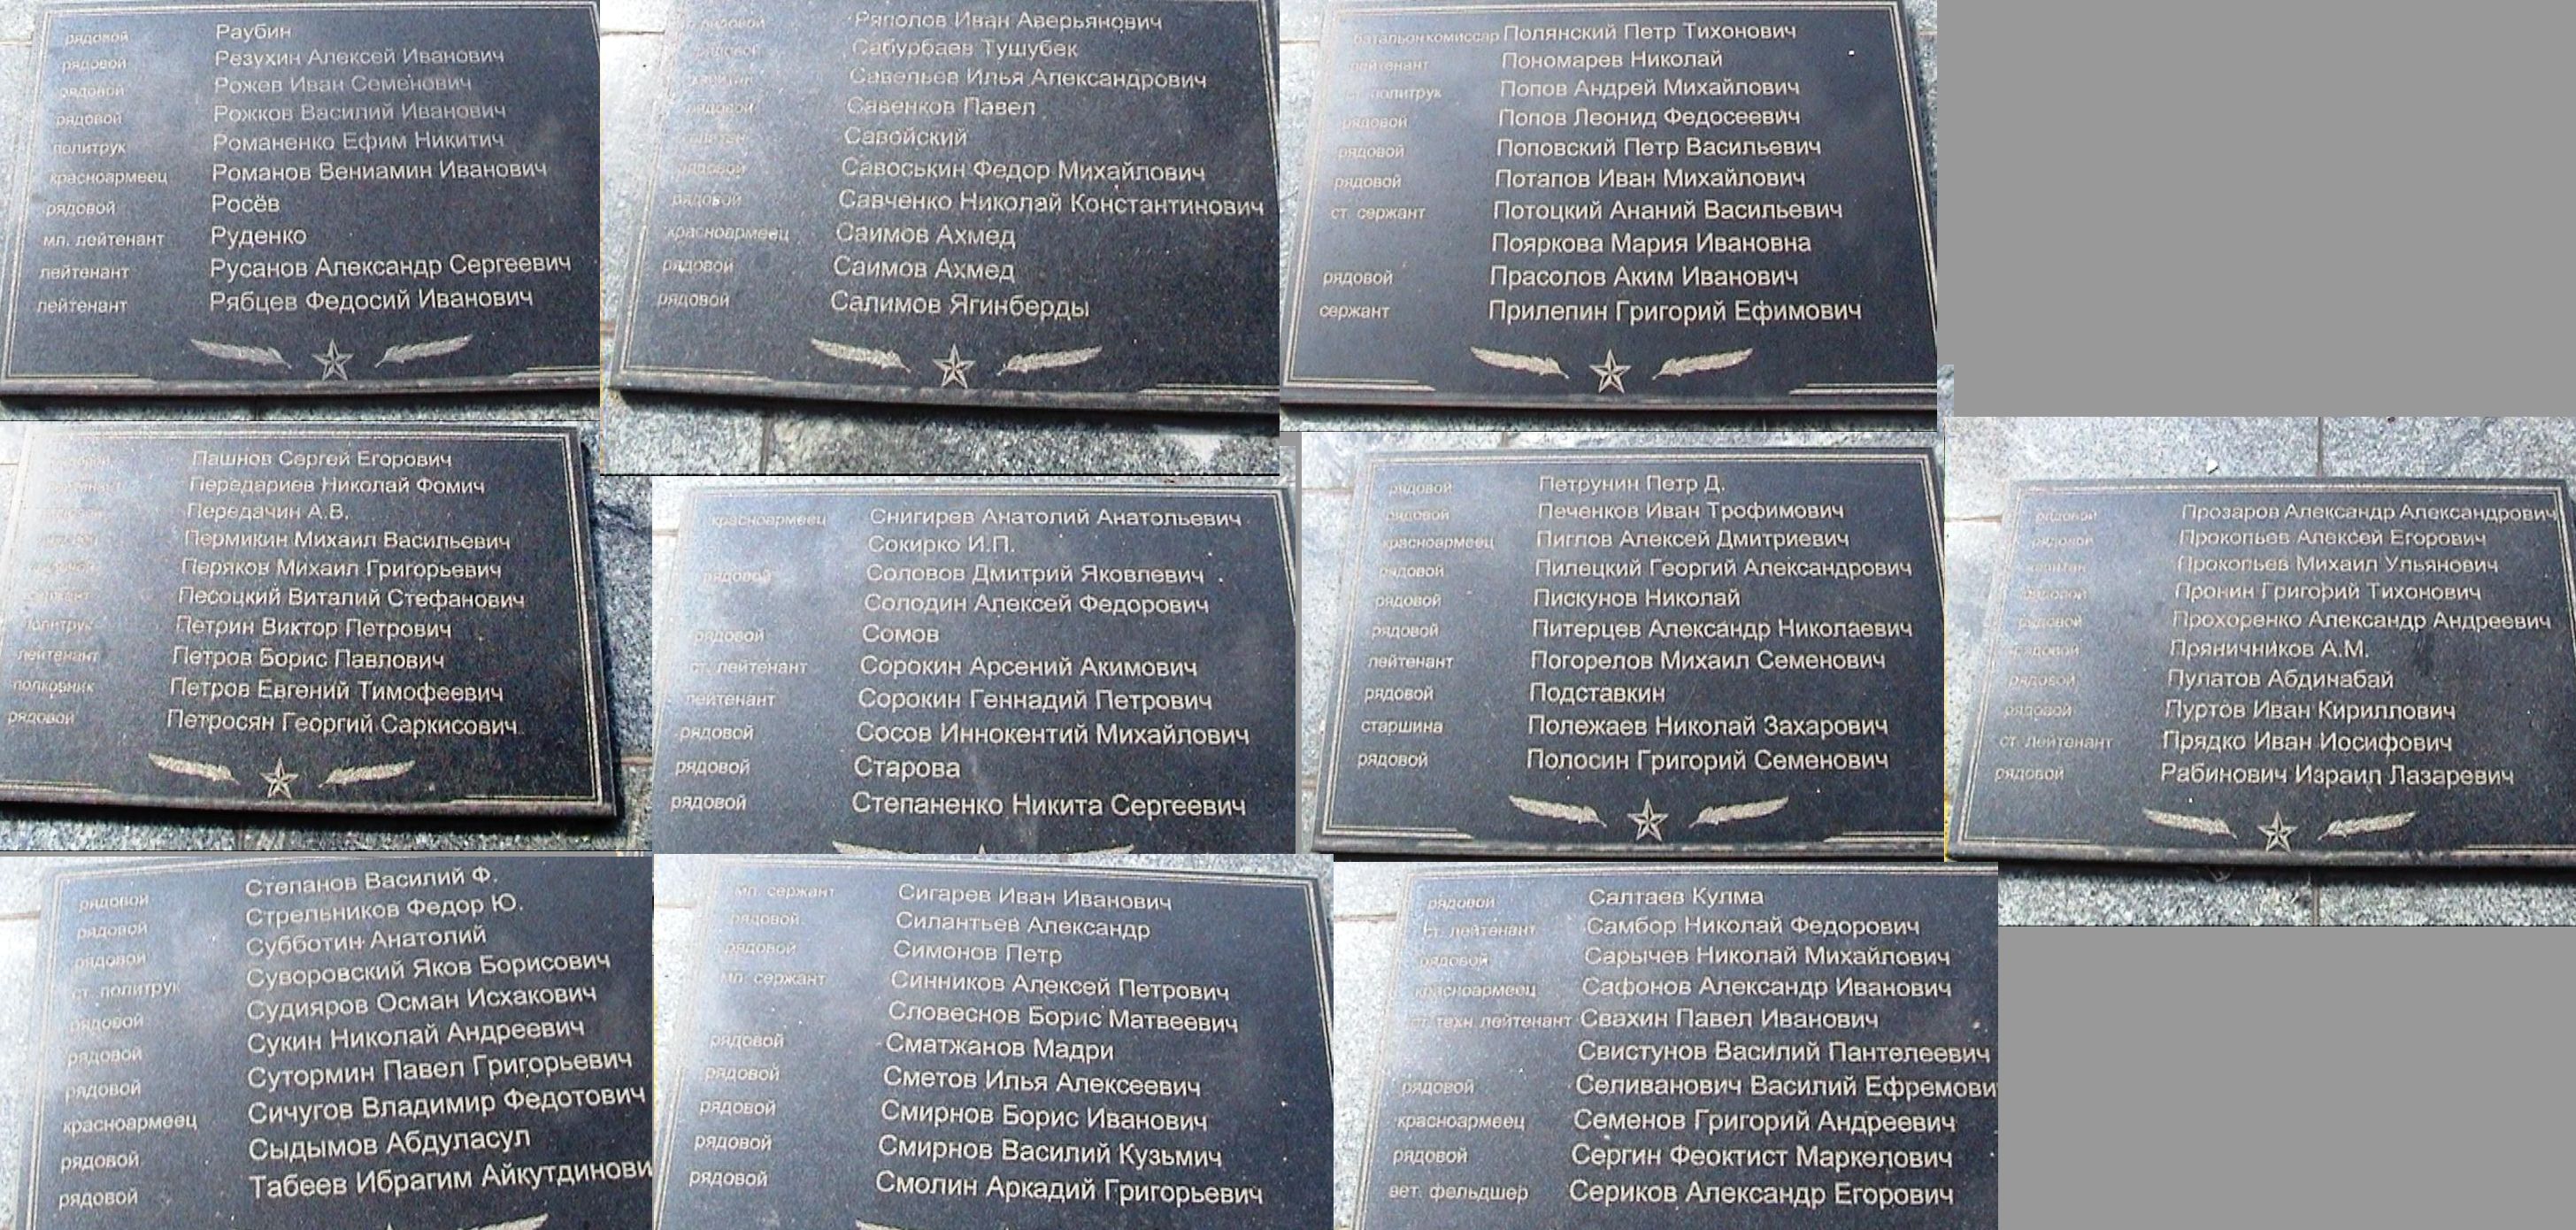 рядовой Раубин
рядовой Резухин Алексей Иванович
рядовой Рожев Иван Семенович
рядовой Рожков Василий Иванович
политрук Романенко Ефим Никитич
красноармеец Романов Вениамин Иванович
рядовой Росёв
мл. лейтенант Руденко
лейтенант Русанов Александр Сергеевич
лейтенант Рябцев Федосий Иванович
рядовой Ряполов Иван Аверьянович
рядовой Сабурбаев Тушубек
капитан Савельев Илья Александрович
рядовой Савенков Павел
Савойский
рядовой Савоськин Федор Михайлович
рядовой Савченко Николай Константинович
красноармеец Саимов Ахмед
рядовой Саимов Ахмед
рядовой Салимов Ягинберды
батальон комиссар Полянский Петр Тихонович
лейтенант Пономарев Николай
ст. политрук Попов Андрей Михайлович
рядовой Попов Леонид Федосеевич
рядовой Поповский Петр Васильевич
рядовой Потапов Иван Михайлович
ст. сержант Потоцкий Ананий Васильевич
Пояркова Мария Ивановна
рядовой Прасолов Аким Иванович
сержант Прилепин Григорий Ефимович
Пашнов Сергей Егорович
Передариев Николай Фомич
Передачин А.В.
Пермикин Михаил Васильевич
Перяков Михаил Григорьевич
Песоцкий Виталий Стефанович
политрук Петрин Виктор Петрович
лейтенант Петров Борис Павлович
полковник Петров Евгений Тимофеевич
рядовой Петросян Георгий Саркисович
красноармеец Снигирев Анатолий Анатольевич
Сокирко И.П.
рядовой Соловов Дмитрий Яковлевич
Солодин Алексей Федорович
рядовой Сомов
ст. лейтенант Сорокин Арсений Акимович
лейтенант Сорокин Геннадий Петрович
рядовой Сосов Иннокентий Михайлович
рядовой Старова
рядовой Степаненко Никита Сергеевич
рядовой Петрунин Петр Д.
рядовой Печенков Иван Трофимович
красноармеец Пиглов Алексей Дмитриевич
рядовой Пилецкий Георгий Александрович
рядовой Пискунов Николай
рядовой Питерцев Александр Николаевич
лейтенант Погорелов Михаил Семенович
рядовой Подставкин
старшина Полежаев Николай Захарович
рядовой Полосин Григорий Семенович
рядовой Прозаров Александр Александрович
рядовой Прокопьев Алексей Егорович
капитан Прокопьев Михаил Ульянович
рядовой Пронин Григорий Тихонович
рядовой Прохоренко Александр Андреевич
рядовой Пряничников А.М.
рядовой Пулатов Абдинабай
рядовой Пуртов Иван Кириллович
ст. лейтенант Прядко Иван Иосифович
рядовой Рабинович Израил Лазаревич
рядовой Степанов Василий Ф.
рядовой Стрельников Федор Ю.
рядовой Субботин Анатолий
ст. политрук Суворовский Яков Борисович
рядовой Судияров Осман Исхакович
рядовой Сукин Николай Андреевич
рядовой Сутормин Павел Григорьевич
красноармеец Сичугов Владимир Федотович
рядовой Сыдымов Абдуласул
рядовой Табеев Ибрагим Айкутдинови
мл. сержант Сигарев Иван Иванович
рядовой Силантьев Александр
рядовой Симонов Петр
мл. сержант Синников Алексей Петрович
Словеснов Борис Матвеевич
рядовой Сматжанов Мадри
рядовой Сметов Илья Алексеевич
рядовой Смирнов Борис Иванович
рядовой Смирнов Василий Кузьмич
рядовой Смолин Аркадий Григорьевич
рядовой Салтаев Кулма
ст. лейтенант Самбор Николай Федорович
рядовой Сарычев Николай Михайлович
красноармеец Сафонов Александр Иванович
ст. техн. лейтенант Свахин Павел Иванович
Свистунов Василий Пантелеевич
рядовой Селиванович Василий Ефремови
красноармеец Семенов Григорий Андреевич
рядовой Сергин Феоктист Маркелович
вет. фельдшер Сериков Александр Егорович